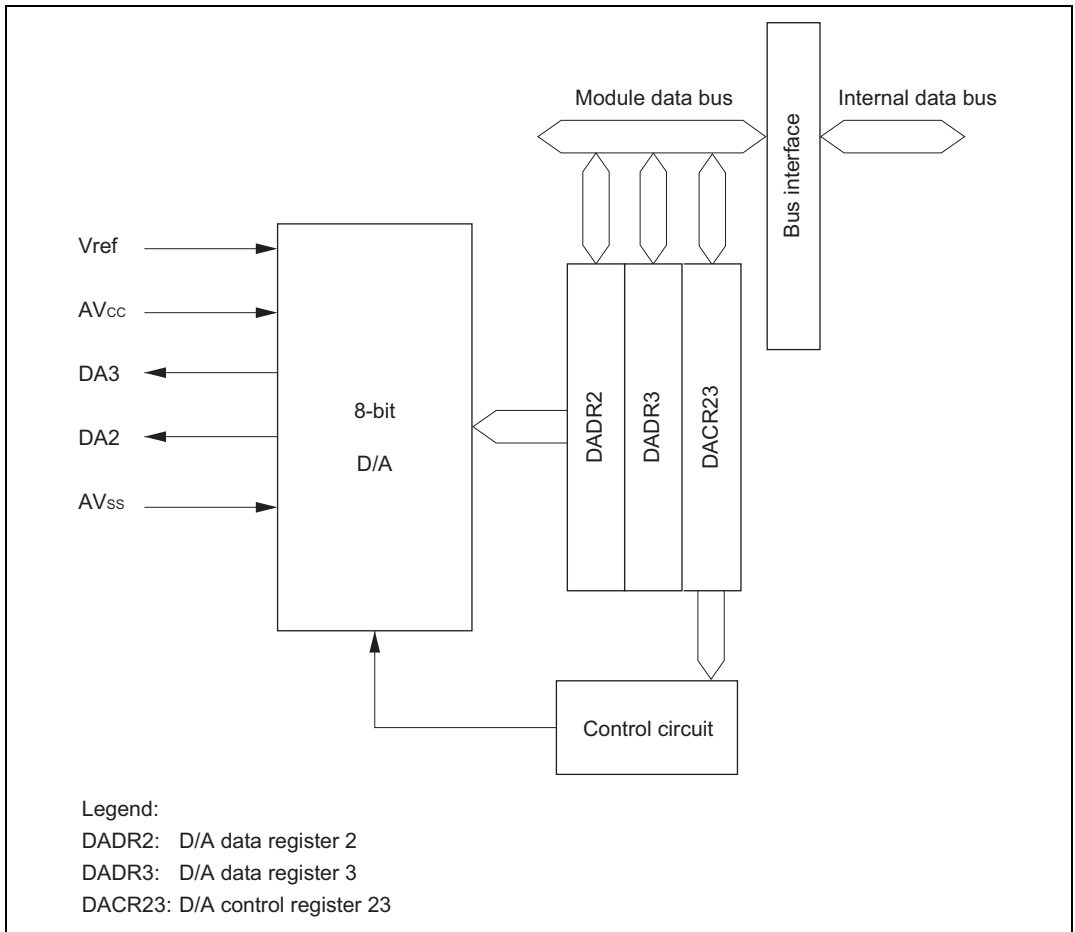 Module data bus
Internal data bus
Bus interface
Vref
AVCC
DA3
DA2
AVSS
8-bit
D/A
DADR2
DADR3
DACR23
Control circuit
Legend:
DADR2: D/A data register 2
DADR3: D/A data register 3
DACR23: D/A control register 23